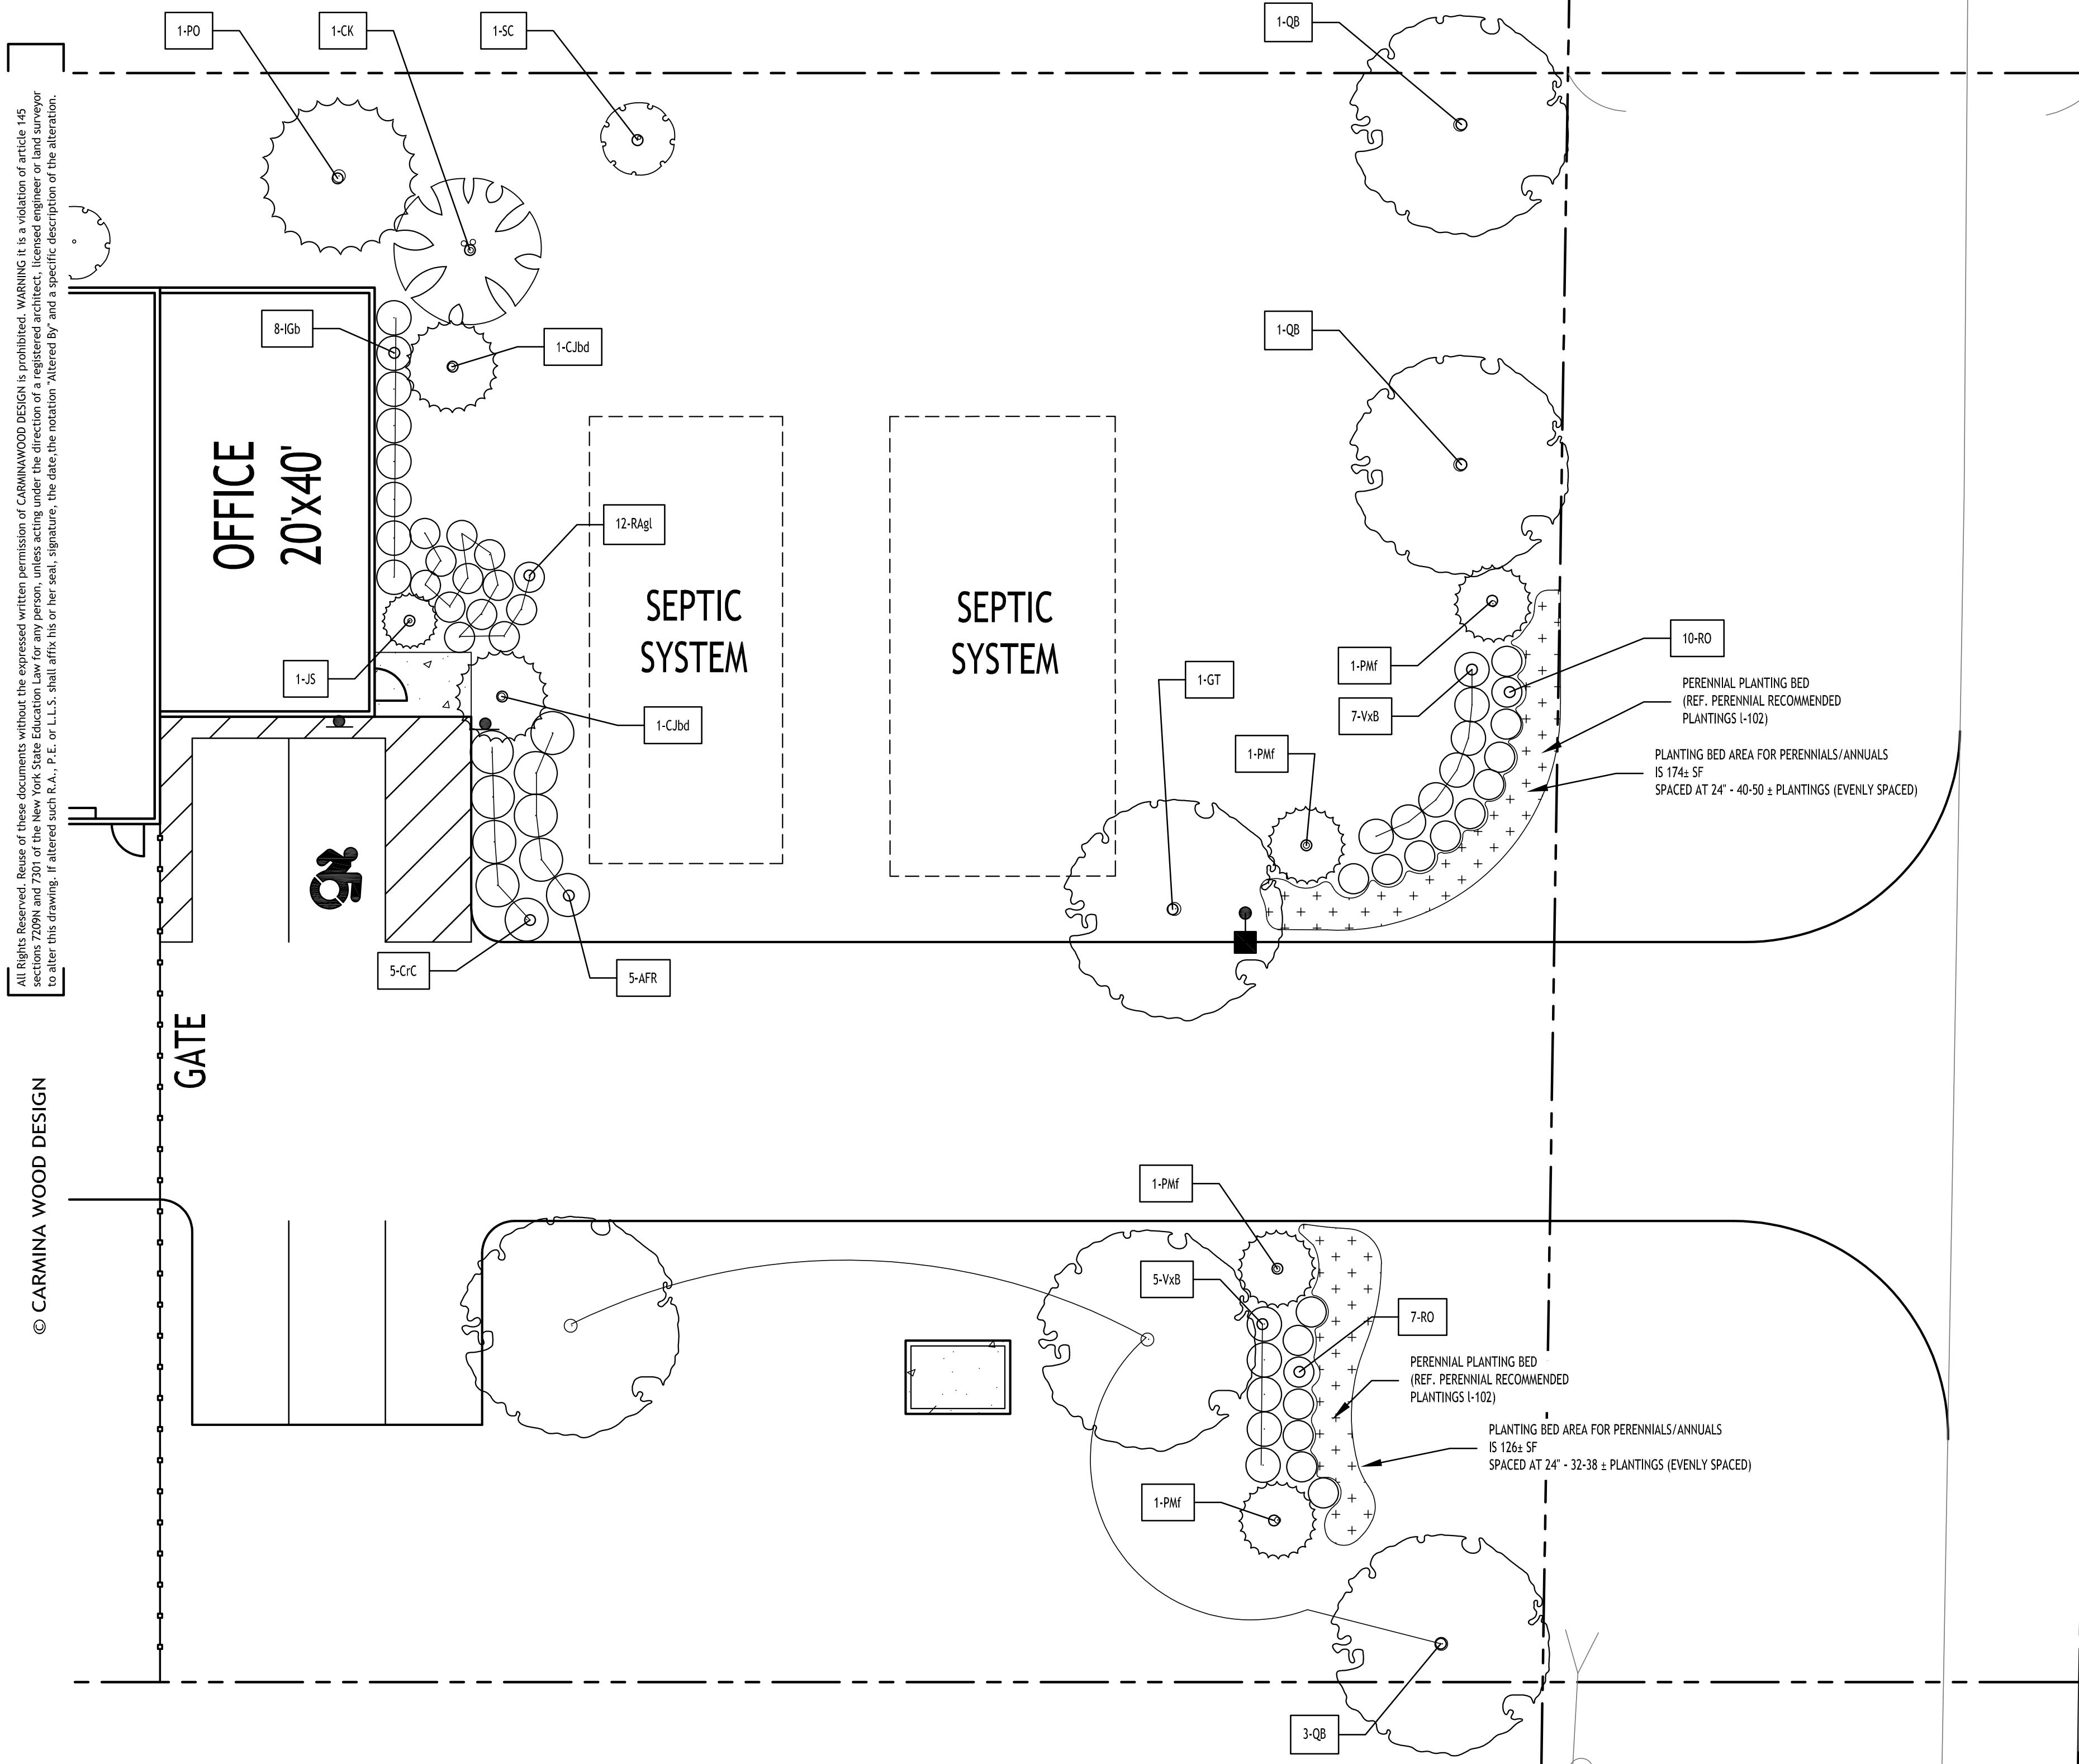 1-PO
1-CK
1-SC
1-QB
All Rights Reserved. Reuse of these documents without the expressed written permission of CARMINAWOOD DESIGN is prohibited. WARNING it is a violation of article 145
sections 7209N and 7301 of the New York State Education Law for any person, unless acting under the direction of a registered architect, licensed engineer or land surveyor
to alter this drawing. If altered such R.A., P.E. or L.L.S. shall affix his or her seal, signature, the date,the notation "Altered By" and a specific description of the alteration.
© CARMINA WOOD DESIGN
8-IGb
1-CJbd
1-QB
OFFICE
20'x40'
12-RAgl
SEPTIC
SYSTEM
SEPTIC
SYSTEM
1-JS
1-CJbd
1-GT
1-PMf
10-RO
7-VxB
1-PMf
PERENNIAL PLANTING BED
(REF. PERENNIAL RECOMMENDED
PLANTINGS l-102)
PLANTING BED AREA FOR PERENNIALS/ANNUALS
IS 174± SF
SPACED AT 24" - 40-50 ± PLANTINGS (EVENLY SPACED)
5-CrC
5-AFR
GATE
1-PMf
5-VxB
7-RO
PERENNIAL PLANTING BED
(REF. PERENNIAL RECOMMENDED
PLANTINGS l-102)
PLANTING BED AREA FOR PERENNIALS/ANNUALS
IS 126± SF
SPACED AT 24" - 32-38 ± PLANTINGS (EVENLY SPACED)
1-PMf
3-QB